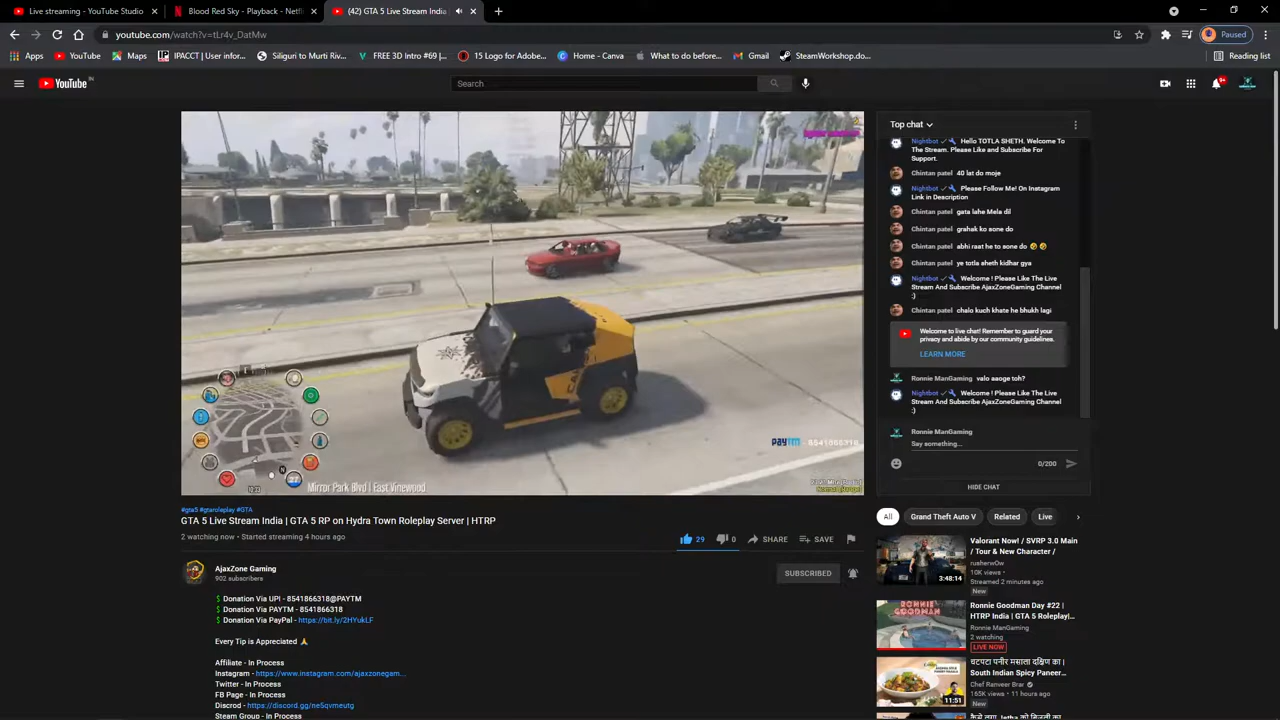 Live streaming - YouTube Studio
Blood Red Sky - Playback - Netfl
(42) GTA 5 Live Stream India |
youtube.com/watch?v=tLr4v_DatMw
Paused
Apps
YouTube
Maps
IPACCT | User infor...
Siliguri to Murti Riv...
FREE 3D Intro #69 |...
15 Logo in 1 Adobe...
Home - Canva
What to do before...
Gmail
SteamWorkshop.do...
Reading list
YouTube IN
Search
9+
Top chat
Nightbot Hello TOTLA SHETH. Welcome To
The Stream. Please Like and Subscribe For
Support.
Chintan patel 40 lat do moje
Nightbot Please Follow Me! On Instagram
Link in Description
Chintan patel gata lahe Mela dil
Chintan patel grahak ko aone do
Chintan patel abhi raat he to aone do 🤣 🤣
Chintan patel ye totla sheth kidhar gya
Nightbot Welcome ! Please Like The Live
Stream And Subscribe AjaxZoneGaming Channel
:)
Chintan patel chalo kuch khate he bhukh lagi
Welcome to live chat! Remember to guard your
privacy and abide by our community guidelines.
LEARN MORE
Ronnie ManGaming valo aaoge toh?
Nightbot Welcome ! Please Like The Live
Stream And Subscribe AjaxZoneGaming Channel
:)
Ronnie ManGaming
Say something...
0/200
HIDE CHAT
paytm - 8541866318
Mirror Park Blvd | East Vinewood
#gta5 #gtaroleplay #GTA
GTA 5 Live Stream India | GTA 5 RP on Hydra Town Roleplay Server | HTRP
2 watching now • Started streaming 4 hours ago
29
0
SHARE
SAVE
AjaxZone Gaming
902 subscribers
SUBSCRIBED
💲 Donation Via UPI - 8541866318@PAYTM
💲 Donation Via PAYTM - 8541866318
💲 Donation Via PayPal - https://bit.ly/2HYukLF
Every Tip is Appreciated 🙏
Affiliate - In Process
Instagram - https://www.instagram.com/ajaxzonegam...
Twitter - In Process
FB Page - In Process
Discrod - https://discord.gg/ne5qvmeutg
Steam Group - In Process
All
Grand Theft Auto V
Related
Live
Valorant Now! / SVRP 3.0 Main
/ Tour & New Character /
rusherwOw
10K views •
Streamed 2 minutes ago
New
3:48:14
RONNIE
GOODMAN
Ronnie Goodman Day #22 |
HTRP India | GTA 5 Roleplay!...
Ronnie ManGaming
2 watching
LIVE NOW
चटपटा पनीर मसाला दक्षिण का |
South Indian Spicy Paneer...
Chef Ranveer Brar
165K views • 11 hours ago
New
11:51